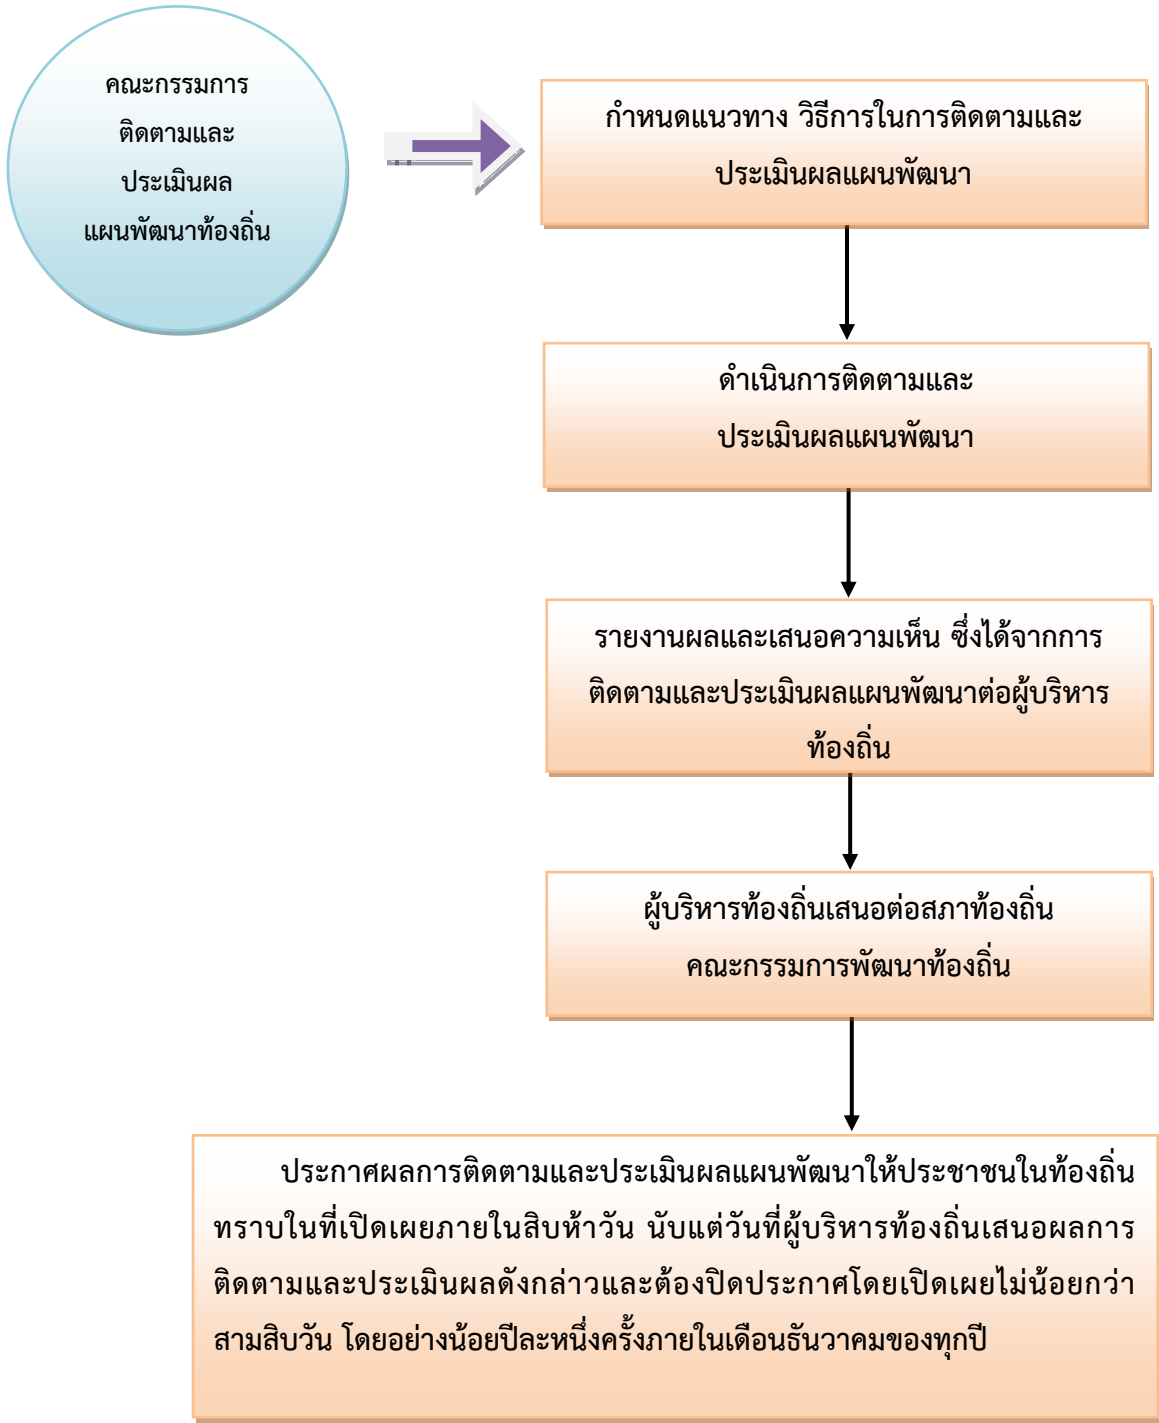 คณะกรรมการ
ติดตามและ
ประเมินผล
แผนพัฒนาท้องถิ่น
กำหนดแนวทาง วิธีการในการติดตามและ
ประเมินผลแผนพัฒนา
ดำเนินการติดตามและ
ประเมินผลแผนพัฒนา
รายงานผลและเสนอความเห็น ซึ่งได้จากการ
ติดตามและประเมินผลแผนพัฒนาต่อผู้บริหาร
ท้องถิ่น
ผู้บริหารท้องถิ่นเสนอต่อสภาท้องถิ่น
คณะกรรมการพัฒนาท้องถิ่น
ประกาศผลการติดตามและประเมินผลแผนพัฒนาให้ประชาชนในท้องถิ่น
ทราบในที่เปิดเผยภายในสิบห้าวัน นับแต่วันที่ผู้บริหารท้องถิ่นเสนอผลการ
ติดตามและประเมินผลดังกล่าวและต้องปิดประกาศโดยเปิดเผยไม่น้อยกว่า
สามสิบวัน โดยอย่างน้อยปีละหนึ่งครั้งภายในเดือนธันวาคมของทุกปี